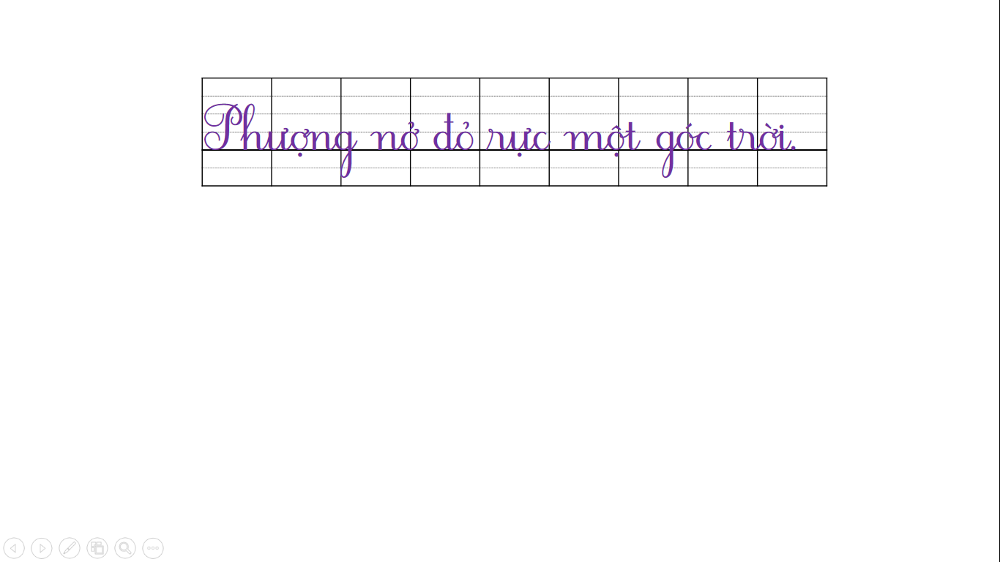 Phượng nở đỏ rực một góc trời.